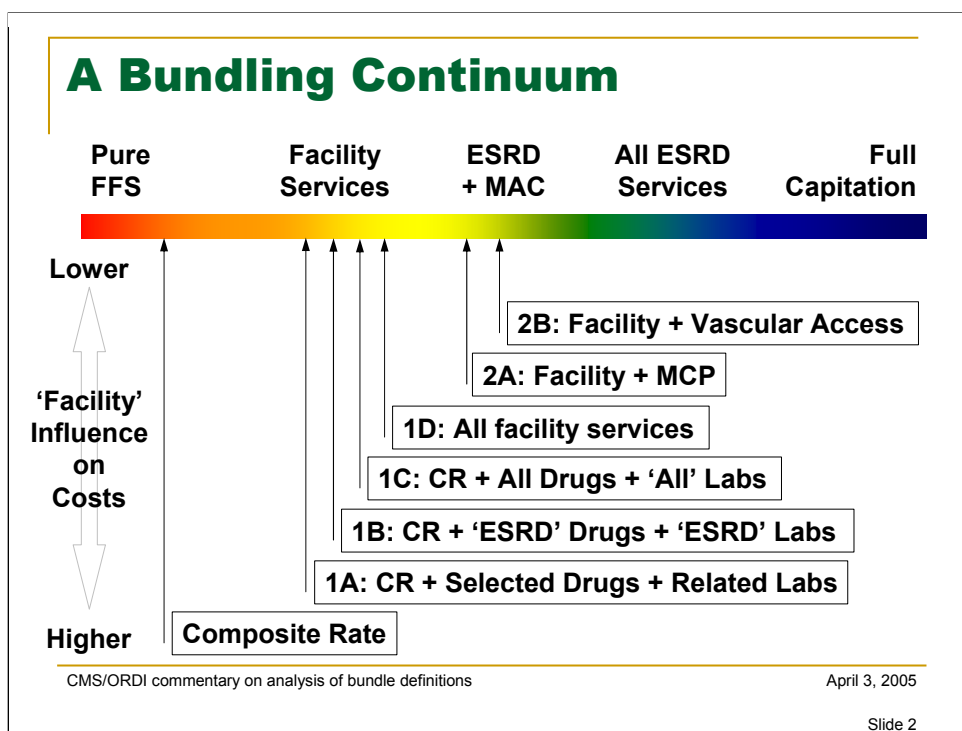 A Bundling Continuum
Pure
FFS
Facility
Services
ESRD
+ MAC
All ESRD
Services
Full
Capitation
Lower
‘Facility’
Influence
on
Costs
Higher
2B: Facility + Vascular Access
2A: Facility + MCP
1D: All facility services
1C: CR + All Drugs + ‘All’ Labs
1B: CR + ‘ESRD’ Drugs + ‘ESRD’ Labs
1A: CR + Selected Drugs + Related Labs
Composite Rate
CMS/ORDI commentary on analysis of bundle definitions
April 3, 2005
Slide 2